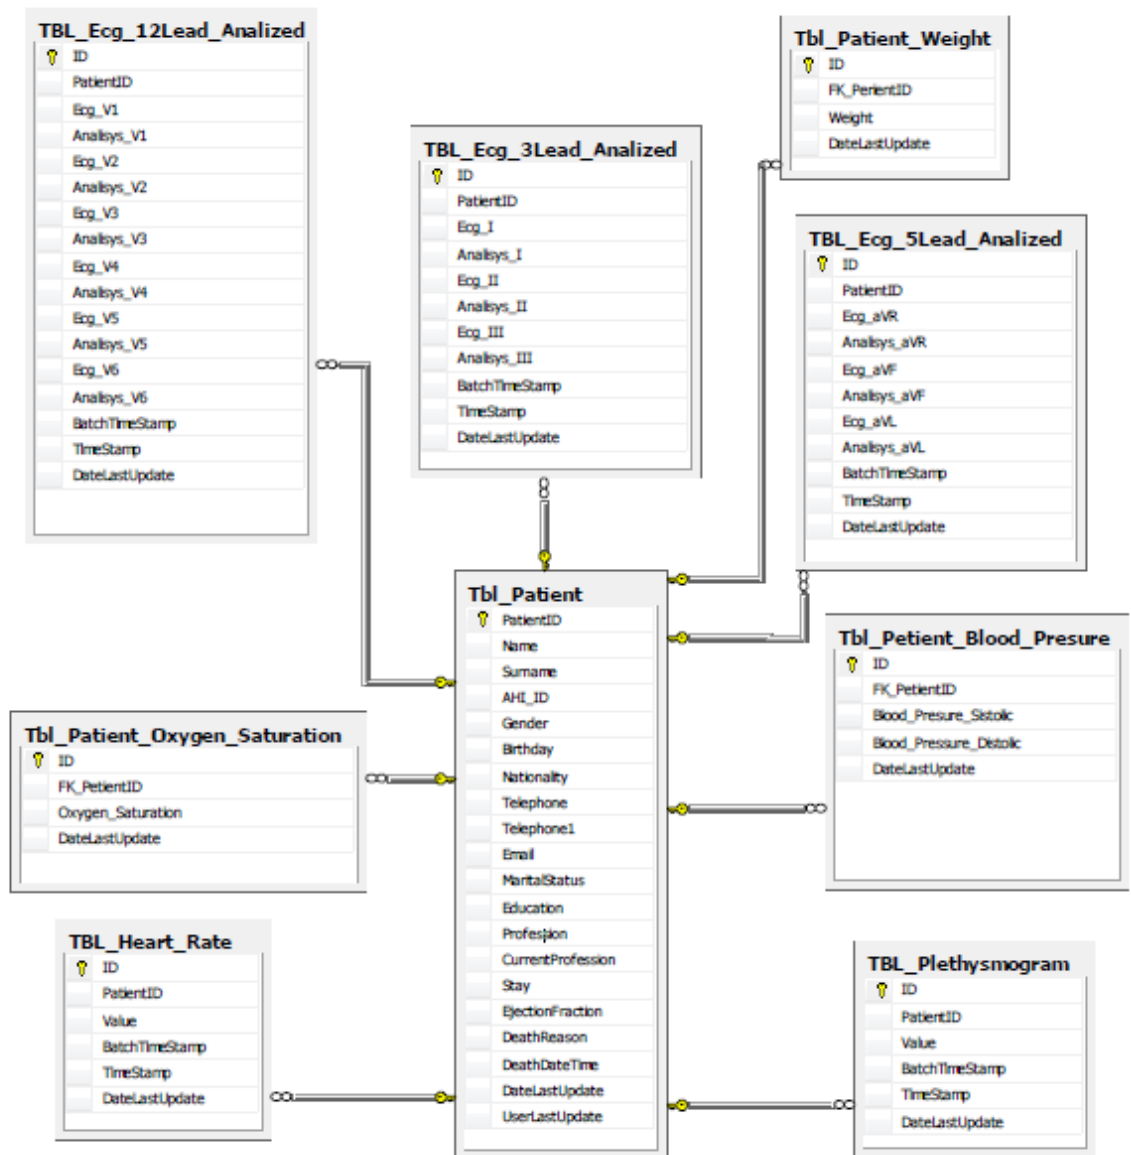 TBL_Ecg_12Lead_Analized
ID
PatientID
Ecg_V1
Analisys_V1
Ecg_V2
Analisys_V2
Ecg_V3
Analisys_V3
Ecg_V4
Analisys_V4
Ecg_V5
Analisys_V5
Ecg_V6
Analisys_V6
BatchTimeStamp
TimeStamp
DateLastUpdate
TBL_Ecg_3Lead_Analized
ID
PatientID
Ecg_I
Analisys_I
Ecg_II
Analisys_II
Ecg_III
Analisys_III
BatchTimeStamp
TimeStamp
DateLastUpdate
Tbl_Patient_Weight
ID
FK_PerientID
Weight
DateLastUpdate
TBL_Ecg_5Lead_Analized
ID
PatientID
Ecg_aVR
Analisys_aVR
Ecg_aVF
Analisys_aVF
Ecg_aVL
Analisys_aVL
BatchTimeStamp
TimeStamp
DateLastUpdate
Tbl_Patient
PatientID
Name
Surname
AHI_ID
Gender
Birthday
Nationality
Telephone
Telephone1
Email
MaritalStatus
Education
Profession
CurrentProfession
Stay
EjectionFraction
DeathReason
DeathDateTime
DateLastUpdate
UserLastUpdate
Tbl_Petient_Blood_Presure
ID
FK_PetientID
Blood_Presure_Sistolic
Blood_Pressure_Distolic
DateLastUpdate
Tbl_Patient_Oxygen_Saturation
ID
FK_PetientID
Oxygen_Saturation
DateLastUpdate
TBL_Heart_Rate
ID
PatientID
Value
BatchTimeStamp
TimeStamp
DateLastUpdate
TBL_Plethysmogram
ID
PatientID
Value
BatchTimeStamp
TimeStamp
DateLastUpdate